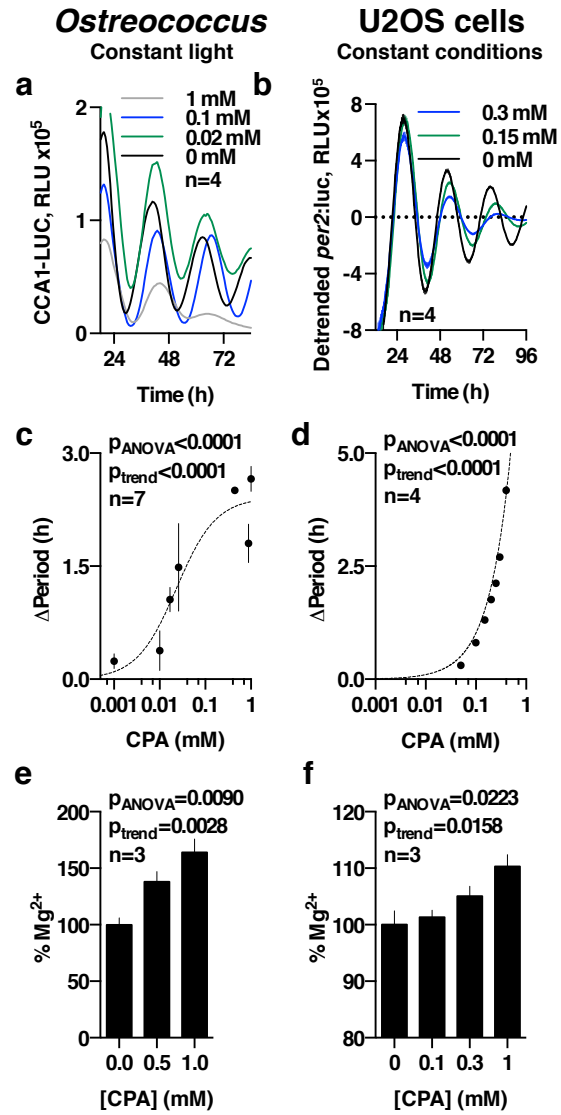 Ostreococcus
Constant light
U2OS cells
Constant conditions
a
1 mM
0.1 mM
0.02 mM
0 mM
n=4
2
1
0
CCA1-LUC, RLU x10⁵
24 48 72
Time (h)
b
0.3 mM
0.15 mM
0 mM
n=4
8
4
0
-4
-8
Detrended per2:luc, RLUx10⁵
24 48 72 96
Time (h)
c
pANOVA<0.0001
ptrend<0.0001
n=7
3.0
1.5
0.0
ΔPeriod (h)
0.001 0.01 0.1 1
CPA (mM)
d
pANOVA<0.0001
ptrend<0.0001
n=4
5.0
2.5
0.0
ΔPeriod (h)
0.001 0.01 0.1 1
CPA (mM)
e
pANOVA=0.0090
ptrend=0.0028
n=3
200
150
100
50
0
% Mg²⁺
0.0 0.5 1.0
[CPA] (mM)
f
pANOVA=0.0223
ptrend=0.0158
n=3
120
110
100
90
80
% Mg²⁺
0 0.1 0.3 1
[CPA] (mM)